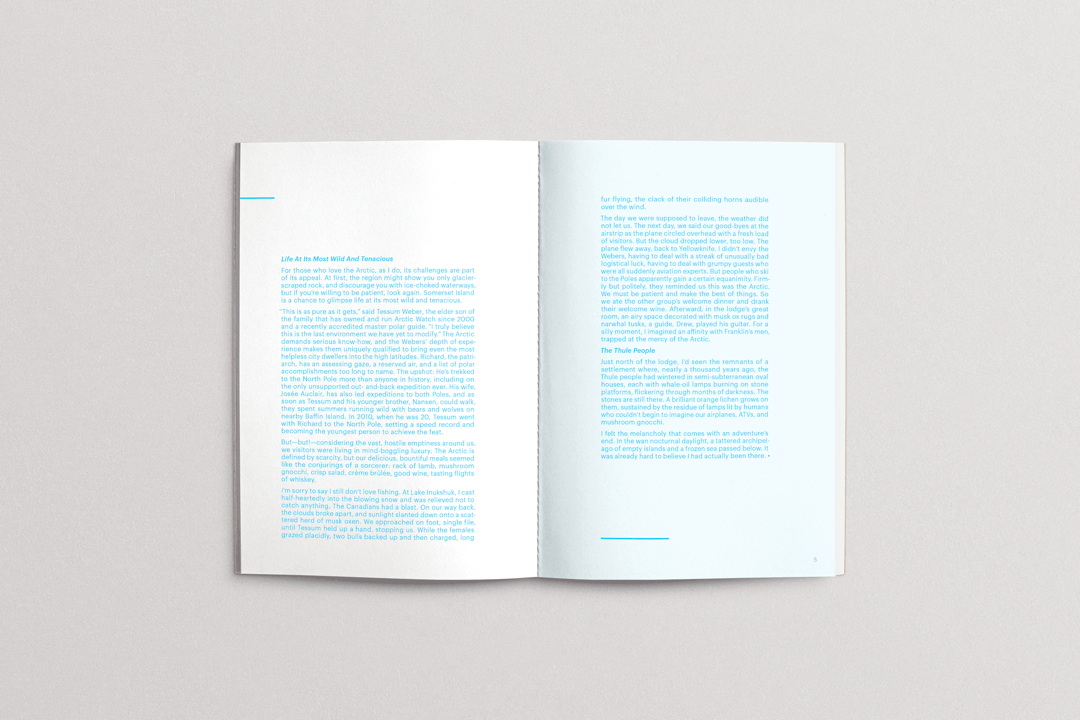 Life At Its Most Wild And Tenacious
For those who love the Arctic, as I do, its challenges are part
of its appeal. At first, the region might show you only glacier-
scraped rock, and discourage you with ice-choked waterways,
but if you're willing to be patient, look again. Somerset Island
is a chance to glimpse life at its most wild and tenacious.
"This is as pure as it gets," said Tessum Weber, the elder son of
the family that has owned and run Arctic Watch since 2000
and a recently accredited master polar guide. "I truly believe
this is the last environment we have yet to modify." The Arctic
demands serious know-how, and the Webers' depth of expe-
rience makes them uniquely qualified to bring even the most
helpless city dwellers into the high latitudes. Richard, the patri-
arch, has an assessing gaze, a reserved air, and a list of polar
accomplishments too long to name. The upshot: He's trekked
to the North Pole more than anyone in history, including on
the only unsupported out- and-back expedition ever. His wife,
Josée Auclair, has also led expeditions to both Poles, and as
soon as Tessum and his younger brother, Nansen, could walk,
they spent summers running wild with bears and wolves on
nearby Baffin Island. In 2010, when he was 20, Tessum went
with Richard to the North Pole, setting a speed record and
becoming the youngest person to achieve the feat.
But—but!—considering the vast, hostile emptiness around us,
we visitors were living in mind-boggling luxury. The Arctic is
defined by scarcity, but our delicious, bountiful meals seemed
like the conjurings of a sorcerer: rack of lamb, mushroom
gnocchi, crisp salad, crème brûlée, good wine, tasting flights
of whiskey.
I'm sorry to say I still don't love fishing. At Lake Inukshuk, I cast
half-heartedly into the blowing snow and was relieved not to
catch anything. The Canadians had a blast. On our way back,
the clouds broke apart, and sunlight slanted down onto a scat-
tered herd of musk oxen. We approached on foot, single file,
until Tessum held up a hand, stopping us. While the females
grazed placidly, two bulls backed up and then charged, long
fur flying, the clack of their colliding horns audible
over the wind.
The day we were supposed to leave, the weather did
not let us. The next day, we said our good-byes at the
airstrip as the plane circled overhead with a fresh load
of visitors. But the cloud dropped lower, too low. The
plane flew away, back to Yellowknife. I didn't envy the
Webers, having to deal with a streak of unusually bad
logistical luck, having to deal with grumpy guests who
were all suddenly aviation experts. But people who ski
to the Poles apparently gain a certain equanimity. Firm-
ly but politely, they reminded us this was the Arctic.
We must be patient and make the best of things. So
we ate the other group's welcome dinner and drank
their welcome wine. Afterward, in the lodge's great
room, an airy space decorated with musk ox rugs and
narwhal tusks, a guide, Drew, played his guitar. For a
silly moment, I imagined an affinity with Franklin's men,
trapped at the mercy of the Arctic.
The Thule People
Just north of the lodge, I'd seen the remnants of a
settlement where, nearly a thousand years ago, the
Thule people had wintered in semi-subterranean oval
houses, each with whale-oil lamps burning on stone
platforms, flickering through months of darkness. The
stones are still there. A brilliant orange lichen grows on
them, sustained by the residue of lamps lit by humans
who couldn't begin to imagine our airplanes, ATVs, and
mushroom gnocchi.
I felt the melancholy that comes with an adventure's
end. In the wan nocturnal daylight, a tattered archipel-
ago of empty islands and a frozen sea passed below. It
was already hard to believe I had actually been there. •